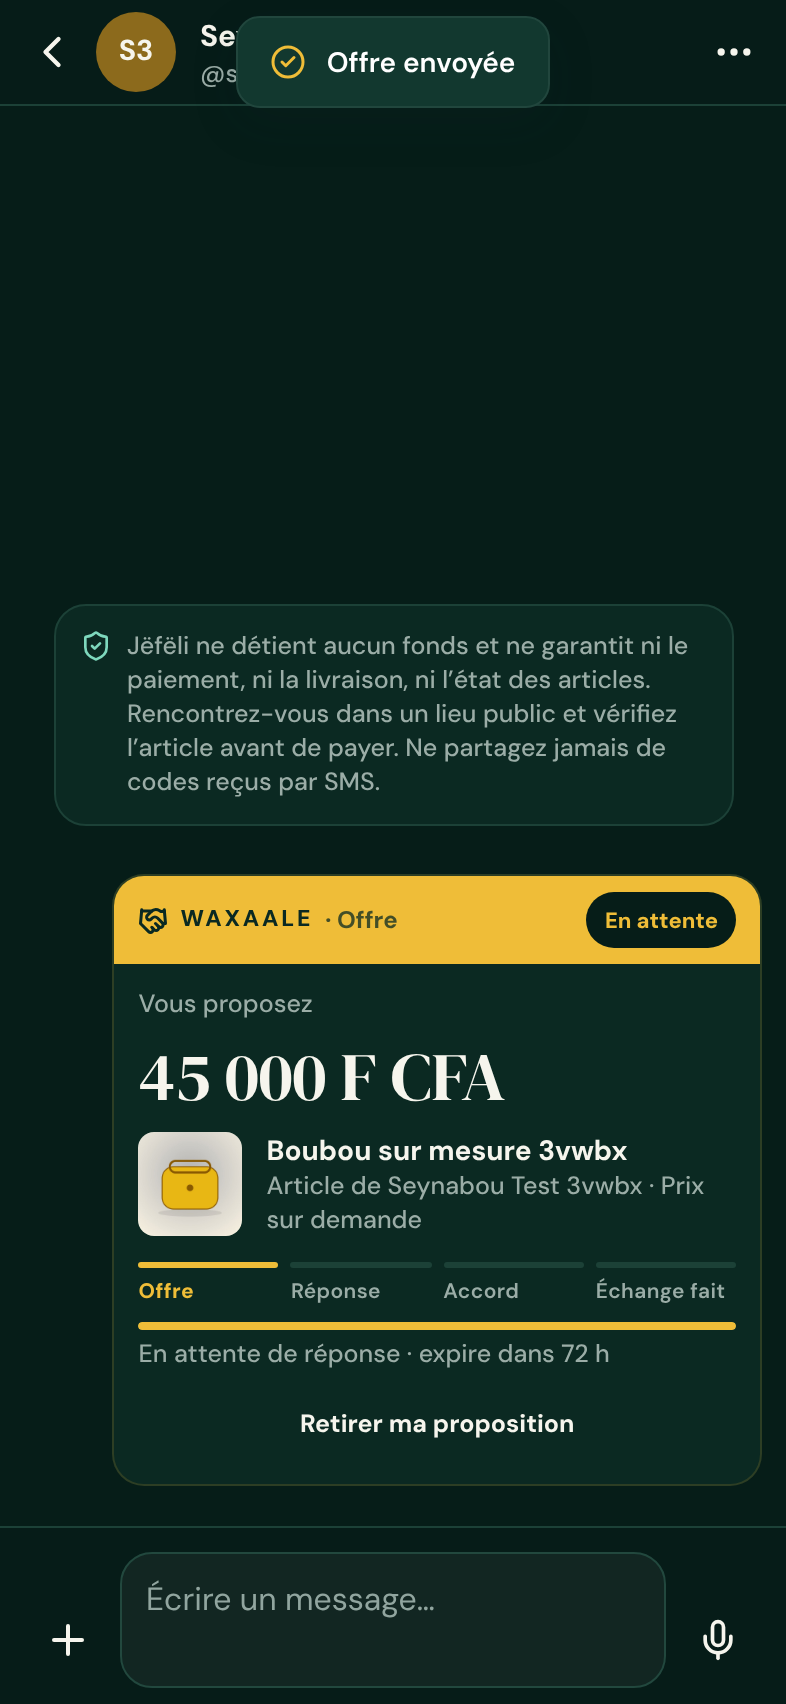 S3
Offre envoyée
Jëfëli ne détient aucun fonds et ne garantit ni le
paiement, ni la livraison, ni l’état des articles.
Rencontrez-vous dans un lieu public et vérifiez
l’article avant de payer. Ne partagez jamais de
codes reçus par SMS.
WAXAALE · Offre
En attente
Vous proposez
45 000 F CFA
Boubou sur mesure 3vwbx
Article de Seynabou Test 3vwbx · Prix
sur demande
Offre Réponse Accord Échange fait
En attente de réponse · expire dans 72 h
Retirer ma proposition
Écrire un message…